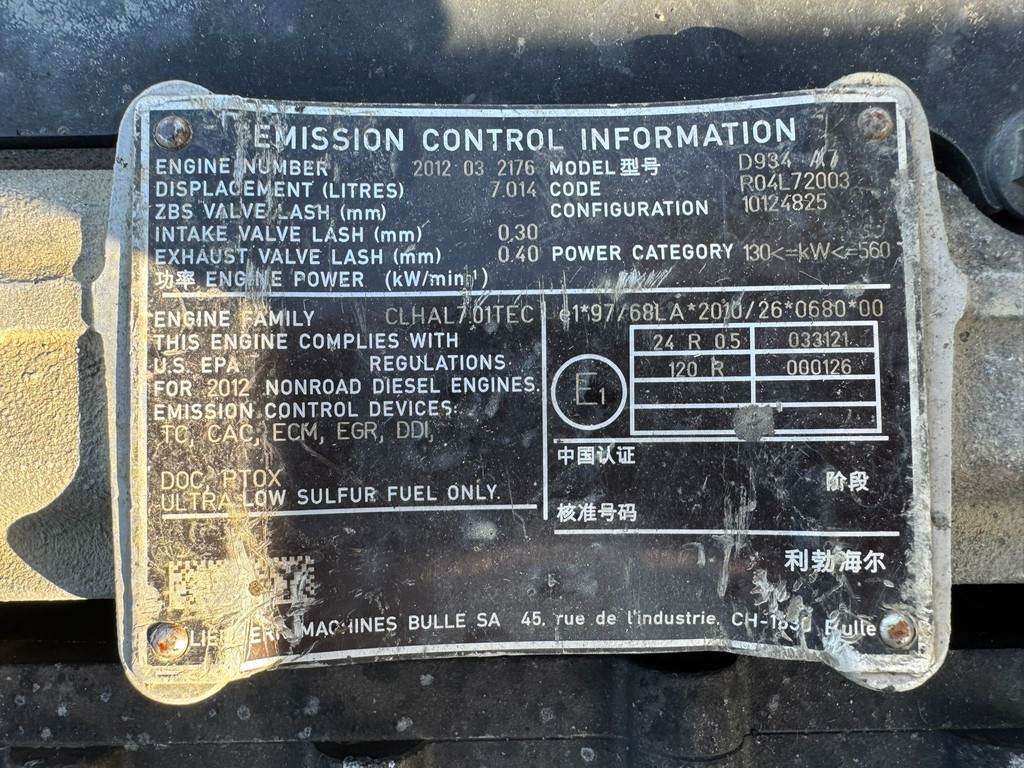 EMISSION CONTROL INFORMATION
ENGINE NUMBER 2012 03 2176
DISPLACEMENT (LITRES) 7.014
ZBS VALVE LASH (mm)
INTAKE VALVE LASH (mm) 0.30
EXHAUST VALVE LASH (mm) 0.40
功率 ENGINE POWER (kW/min⁻¹)
MODEL 型号 D934 A7
CODE R04L72003
CONFIGURATION 10124825
POWER CATEGORY 130<=kW<=560
ENGINE FAMILY CLHAL7.01TEC
THIS ENGINE COMPLIES WITH
U.S. EPA REGULATIONS
FOR 2012 NONROAD DIESEL ENGINES.
EMISSION CONTROL DEVICES:
TC, CAC, ECM, EGR, DDI,
DOC, PTOX
ULTRA LOW SULFUR FUEL ONLY.
e1*97/68LA*2010/26*0680*00
E1
24 R 05 033121
120 R 000126
中国认证
阶段
核准号码
利勃海尔
MACHINES BULLE SA 45, rue de l'industrie, CH-1630 Bulle